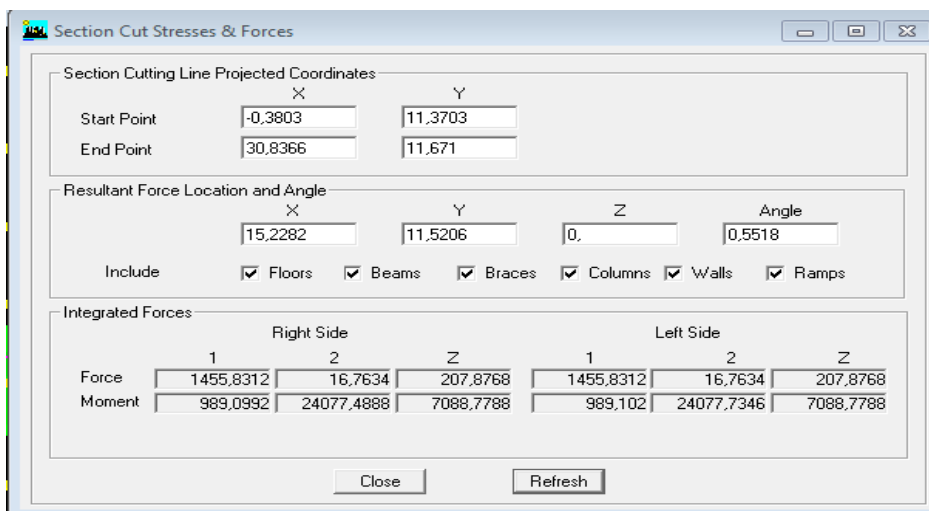 Section Cut Stresses & Forces
Section Cutting Line Projected Coordinates
X Y
Start Point -0,3803 11,3703
End Point 30,8366 11,671
Resultant Force Location and Angle
X Y Z Angle
15,2282 11,5206 0, 0,5518
Include Floors Beams Braces Columns Walls Ramps
Integrated Forces
Right Side Left Side
1 2 Z 1 2 Z
Force 1455,8312 16,7634 207,8768 1455,8312 16,7634 207,8768
Moment 989,0992 24077,4888 7088,7788 989,102 24077,7346 7088,7788
Close Refresh